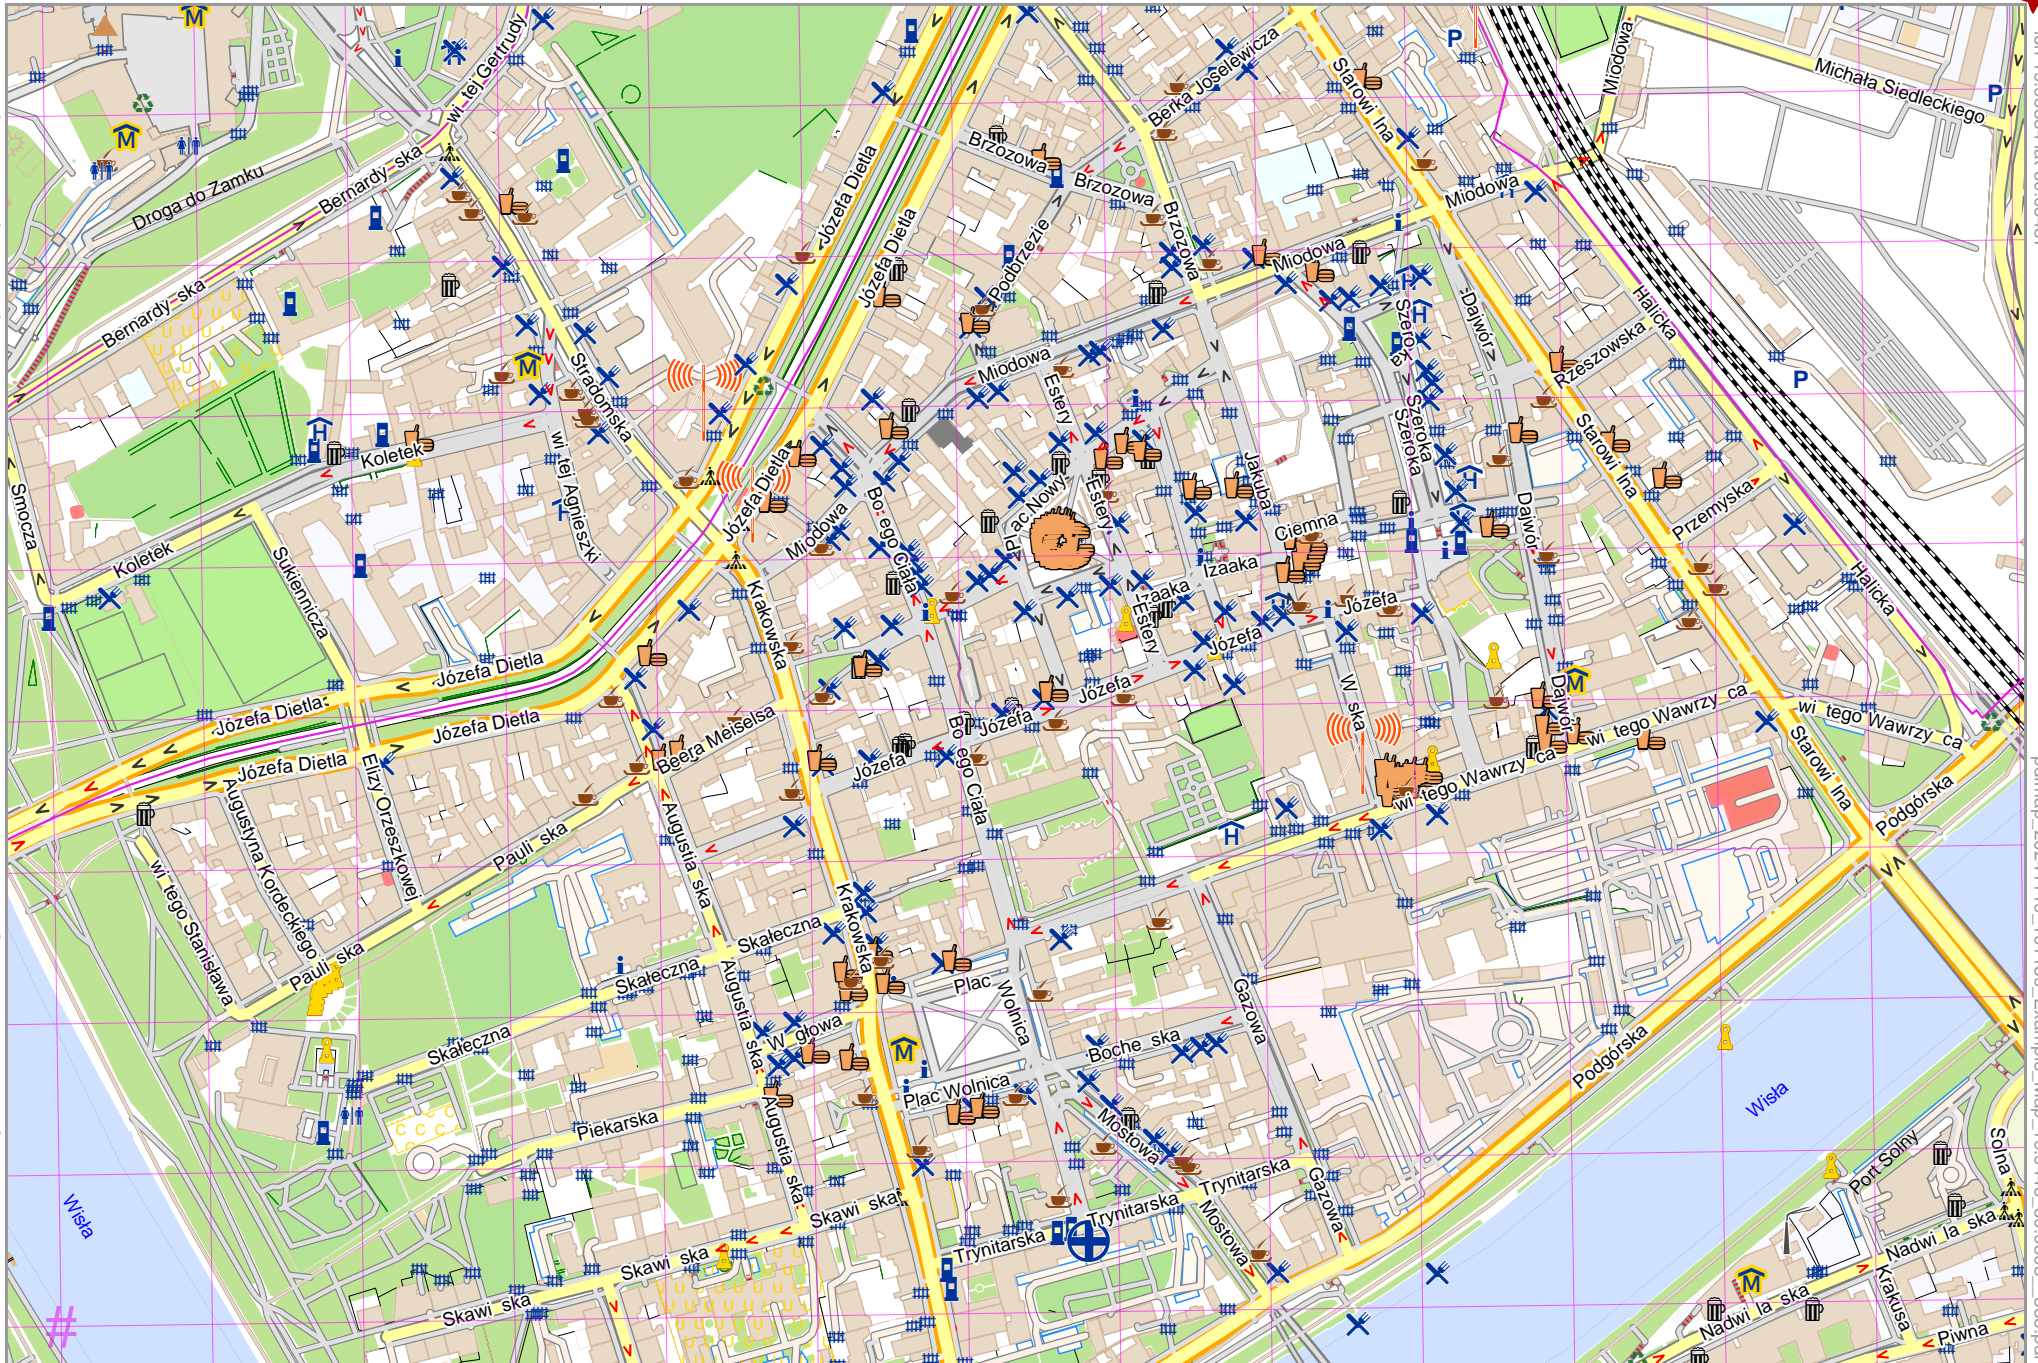 Miodowa
Michała Siedleckiego
P
P
wi tej Gertrudy
Berka Joselewicza
Starowi lna
Brzozowa
Brzozowa
Brzozowa
Józefa Dietla
Józefa Dietla
Droga do Zamku
Bernardy ska
Bernardy ska
Miodowa
Miodowa
Podbrzezie
Szeroka
Szeroka
Szeroka
Dajwór
Halicka
Rzeszowska
P
Stradomska
Miodowa
Estery
Estery
Estery
Koletek
Koletek
wi tej Agnieszki
Smocza
Sukiennicza
Józefa Dietla
Miodowa
Bo ego Ciała
Plac Nowy
Jakuba
Ciemna
Izaaka
Izaaka
Dajwór
Starowi lna
Przemyska
Halicka
Krakowska
Józefa
Józefa
Józefa
Józefa
Józefa
Józefa Dietla
Józefa Dietla
Józefa Dietla
Józefa Dietla
W ska
Dajwór
wi tego Wawrzy ca
wi tego Wawrzy ca
wi tego Wawrzy ca
Starowi lna
Podgórska
Beera Meiselsa
Bo ego Ciała
Augustyna Kordeckiego
Elizy Orzeszkowej
Pauli ska
Pauli ska
wi tego Stanisława
Augustia ska
Augustia ska
Augustia ska
Skałeczna
Skałeczna
Skałeczna
Krakowska
Plac
Wolnica
Plac Wolnica
W głowa
Boche ska
Gazowa
Gazowa
Podgórska
Wisła
Wisła
Piekarska
Mostowa
Mostowa
Trynitarska
Trynitarska
Trynitarska
Skawi ska
Skawi ska
Skawi ska
Port Solny
Solna
Nadwi la ska
Nadwi la ska
Krakusa
Piwna